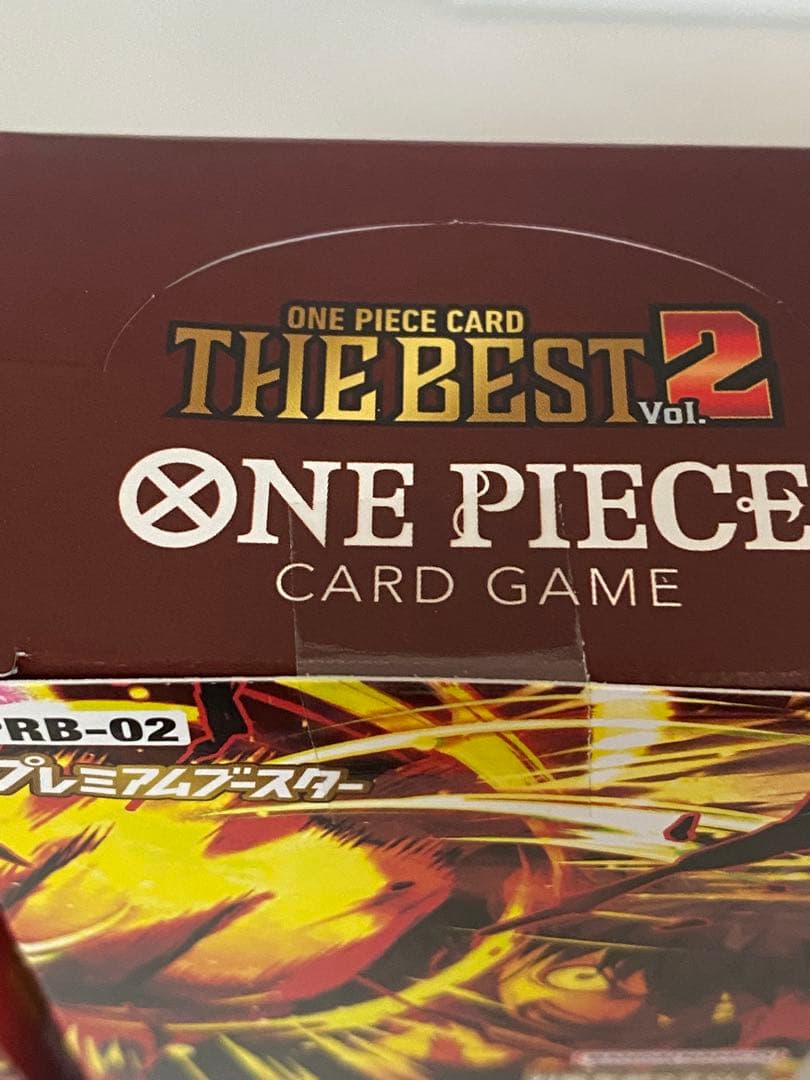 ONE PIECE CARD
THE BEST Vol. 2
ONE PIECE
CARD GAME
PRB-02
プレミアムブースター